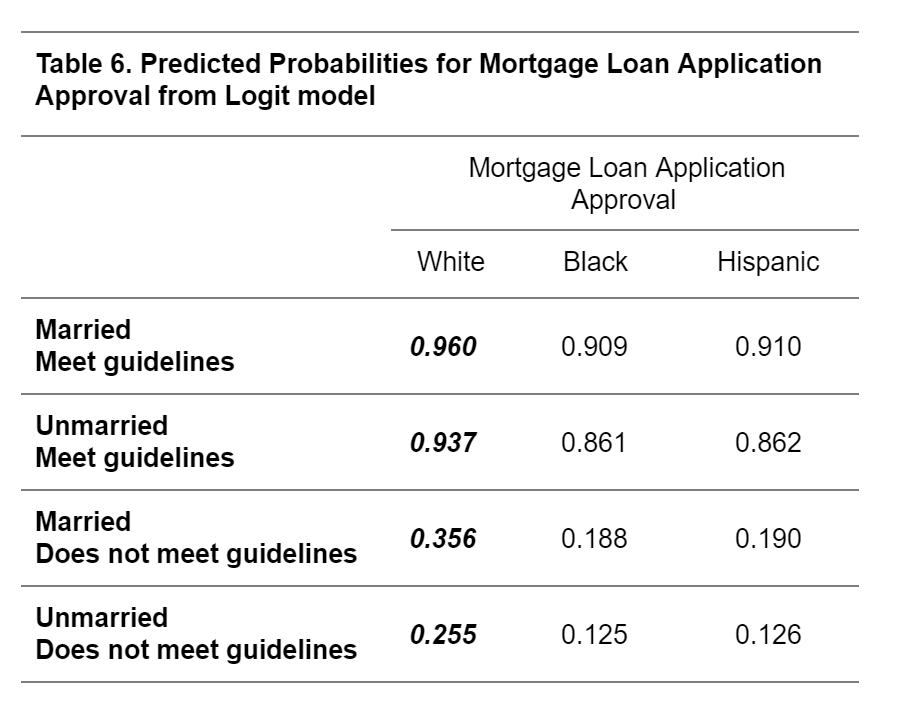 Table 6. Predicted Probabilities for Mortgage Loan Application
Approval from Logit model
Mortgage Loan Application
Approval
White Black Hispanic
Married
Meet guidelines
0.960 0.909 0.910
Unmarried
Meet guidelines
0.937 0.861 0.862
Married
Does not meet guidelines
0.356 0.188 0.190
Unmarried
Does not meet guidelines
0.255 0.125 0.126